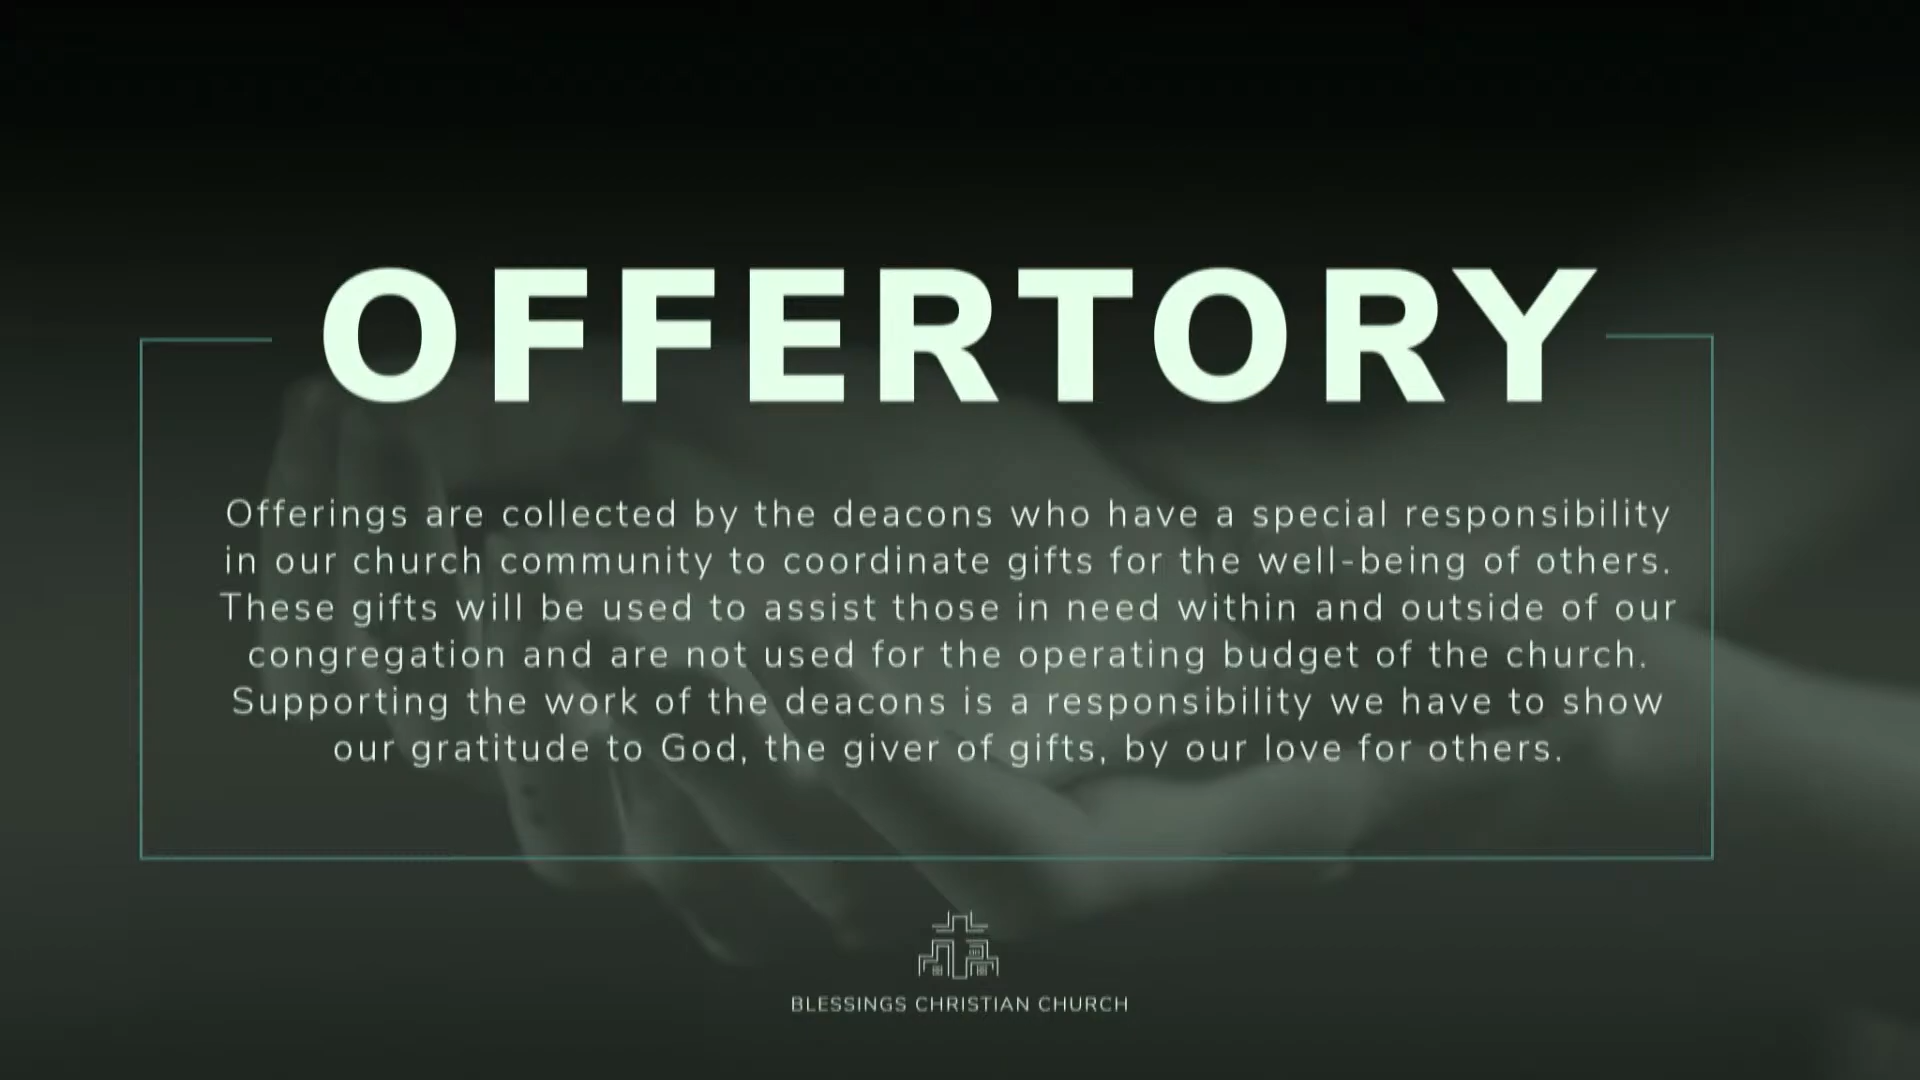 OFFERTORY
Offerings are collected by the deacons who have a special responsibility
in our church community to coordinate gifts for the well-being of others.
These gifts will be used to assist those in need within and outside of our
congregation and are not used for the operating budget of the church.
Supporting the work of the deacons is a responsibility we have to show
our gratitude to God, the giver of gifts, by our love for others.
BLESSINGS CHRISTIAN CHURCH